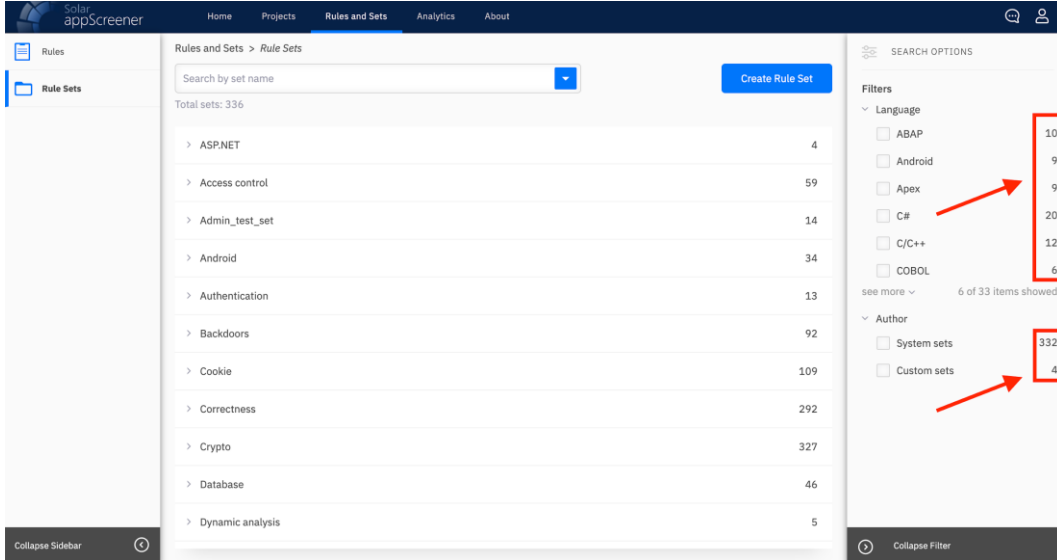 Solar
appScreener
Home Projects Rules and Sets Analytics About
Rules
Rule Sets
Collapse Sidebar
Rules and Sets > Rule Sets
Search by set name
Create Rule Set
Total sets: 336
ASP.NET 4
Access control 59
Admin_test_set 14
Android 34
Authentication 13
Backdoors 92
Cookie 109
Correctness 292
Crypto 327
Database 46
Dynamic analysis 5
SEARCH OPTIONS
Filters
Language
ABAP 10
Android 9
Apex 9
C# 20
C/C++ 12
COBOL 6
see more 6 of 33 items showed
Author
System sets 332
Custom sets 4
Collapse Filter